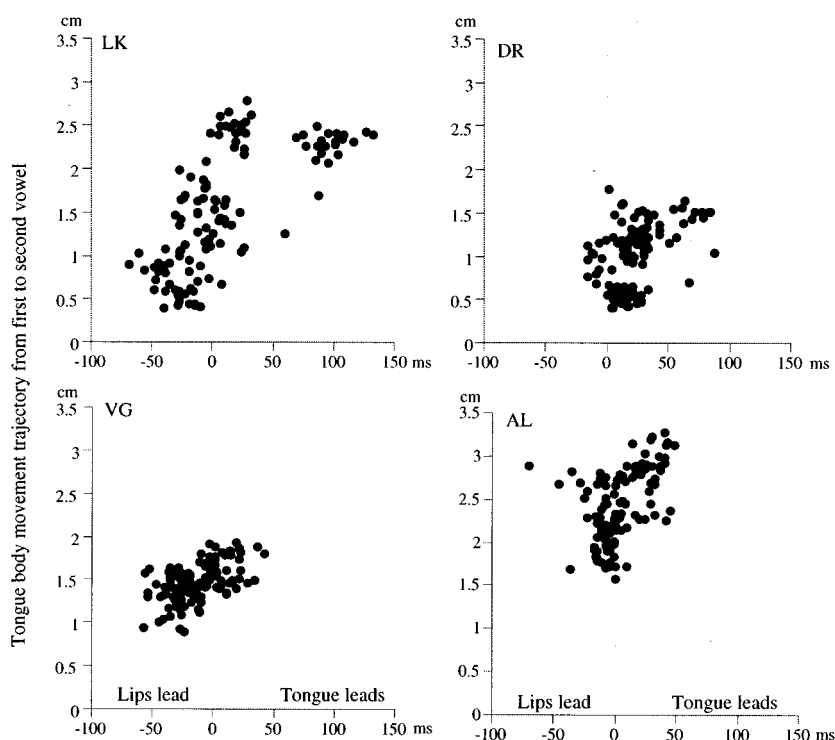 Tongue body movement trajectory from first to second vowel
cm
LK
3.5
3
2.5
2
1.5
1
0.5
0
-100 -50 0 50 100 150 ms
cm
DR
3.5
3
2.5
2
1.5
1
0.5
0
-100 -50 0 50 100 150 ms
cm
VG
3.5
3
2.5
2
1.5
1
0.5
0
Lips lead Tongue leads
-100 -50 0 50 100 150 ms
cm
AL
3.5
3
2.5
2
1.5
1
0.5
0
Lips lead Tongue leads
-100 -50 0 50 100 150 ms